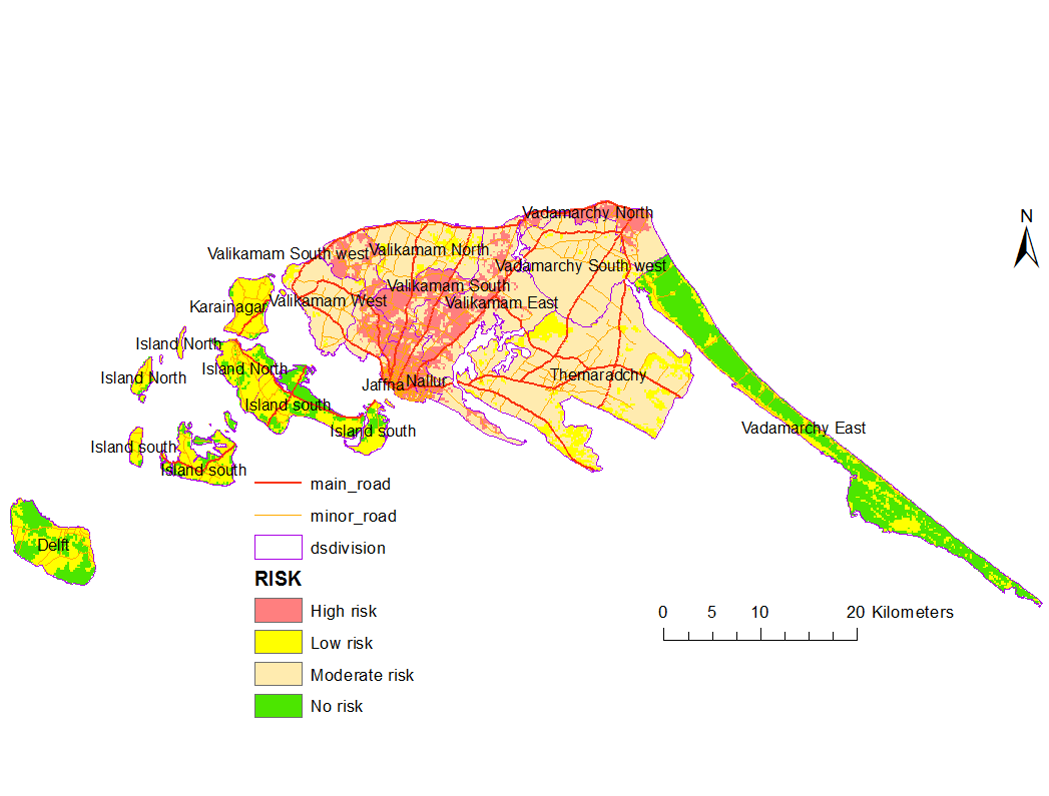 Vadamarchy North
N
Valikamam South west
Valikamam North
Vadamarchy South west
Valikamam South
Karainagar
Valikamam West
Valikamam East
Island North
Island North
Island North
Jaffna
Nallur
Themaradchy
Island south
Island south
Vadamarchy East
Island south
Island south
Delft
main_road
minor_road
dsdivision
RISK
High risk
Low risk
Moderate risk
No risk
0 5 10 20 Kilometers